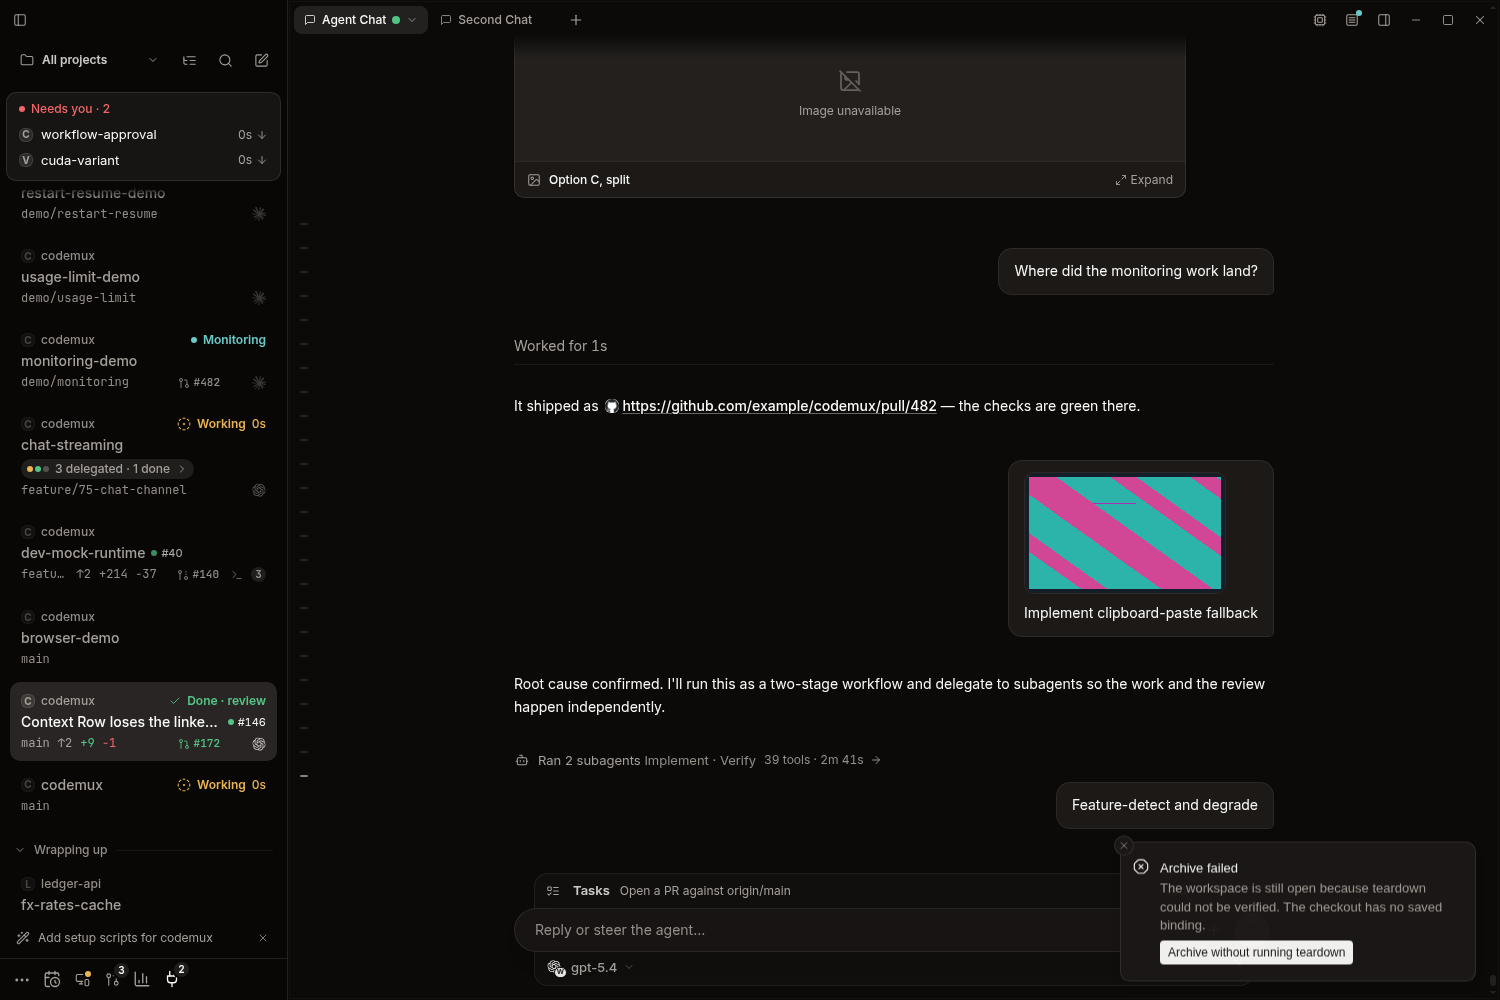 Agent Chat
Second Chat
All projects
Needs you · 2
C workflow-approval 0s
V cuda-variant 0s
restart-resume-demo
demo/restart-resume
C codemux
usage-limit-demo
demo/usage-limit
C codemux Monitoring
monitoring-demo
demo/monitoring #482
C codemux Working 0s
chat-streaming
3 delegated · 1 done
feature/75-chat-channel
C codemux
dev-mock-runtime #40
featu… ↑2 +214 -37 #140 3
C codemux
browser-demo
main
C codemux Done · review
Context Row loses the linke... #146
main ↑2 +9 -1 #172
C codemux Working 0s
main
Wrapping up
L ledger-api
fx-rates-cache
Add setup scripts for codemux
3
2
Image unavailable
Option C, split
Expand
Where did the monitoring work land?
Worked for 1s
It shipped as https://github.com/example/codemux/pull/482 — the checks are green there.
Implement clipboard-paste fallback
Root cause confirmed. I'll run this as a two-stage workflow and delegate to subagents so the work and the review
happen independently.
Ran 2 subagents Implement · Verify 39 tools · 2m 41s
Feature-detect and degrade
Tasks Open a PR against origin/main
Reply or steer the agent...
gpt-5.4
Archive failed
The workspace is still open because teardown
could not be verified. The checkout has no saved
binding.
Archive without running teardown